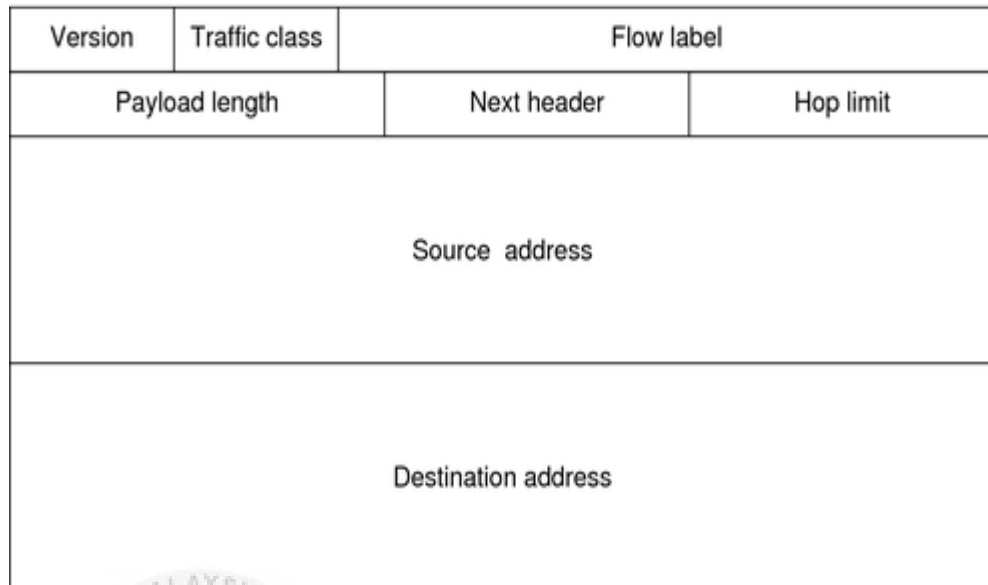 Version Traffic class Flow label
Payload length Next header Hop limit
Source address
Destination address